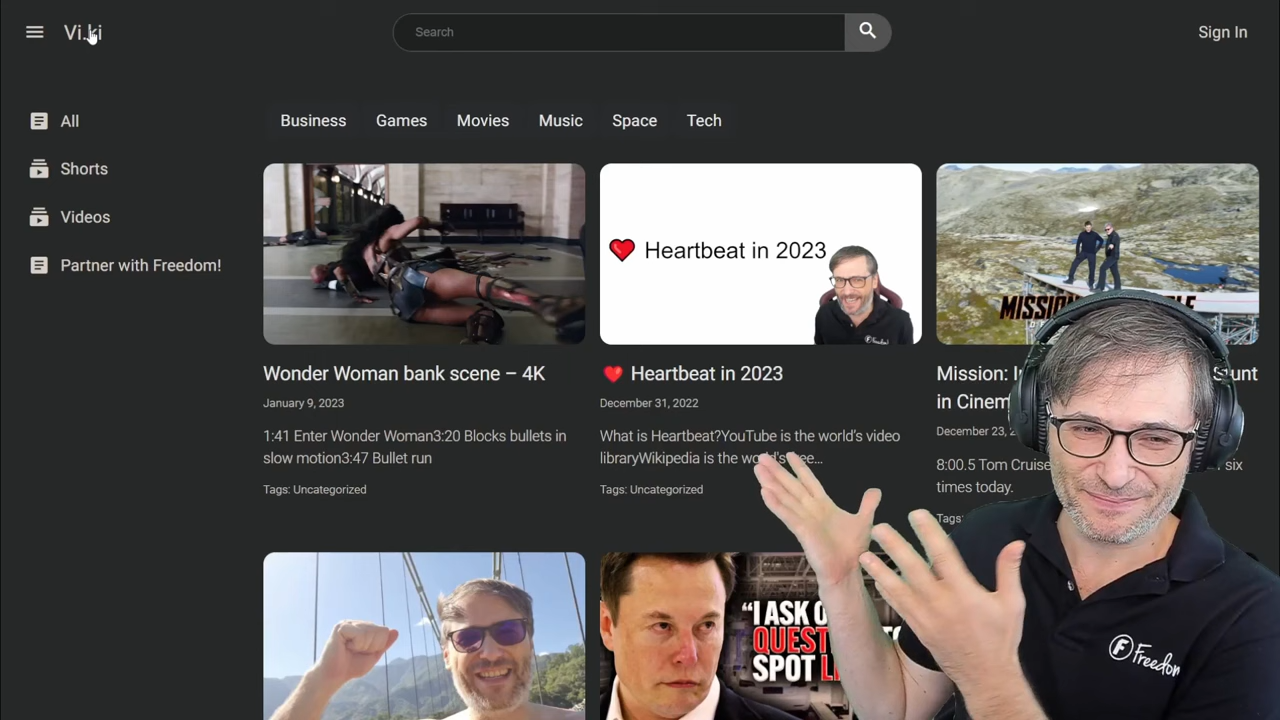 Vi.ki
Search
Sign In
All
Shorts
Videos
Partner with Freedom!
Business
Games
Movies
Music
Space
Tech
Heartbeat in 2023
Freedom
Wonder Woman bank scene – 4K
January 9, 2023
1:41 Enter Wonder Woman3:20 Blocks bullets in
slow motion3:47 Bullet run
Tags: Uncategorized
❤️ Heartbeat in 2023
December 31, 2022
What is Heartbeat?YouTube is the world's video
libraryWikipedia is the world's free...
Tags: Uncategorized
Mission:
in Cinem
December 23, 2
8:00.5 Tom Cruise six
times today.
Tags:
"I ASK
QUEST
SPOT
Freedom